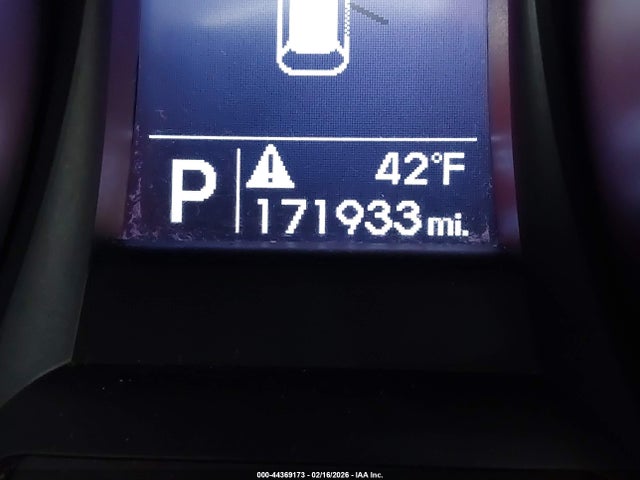 P
42°F
171933 mi.
000-44369173 - 02/16/2026 - IAA Inc.